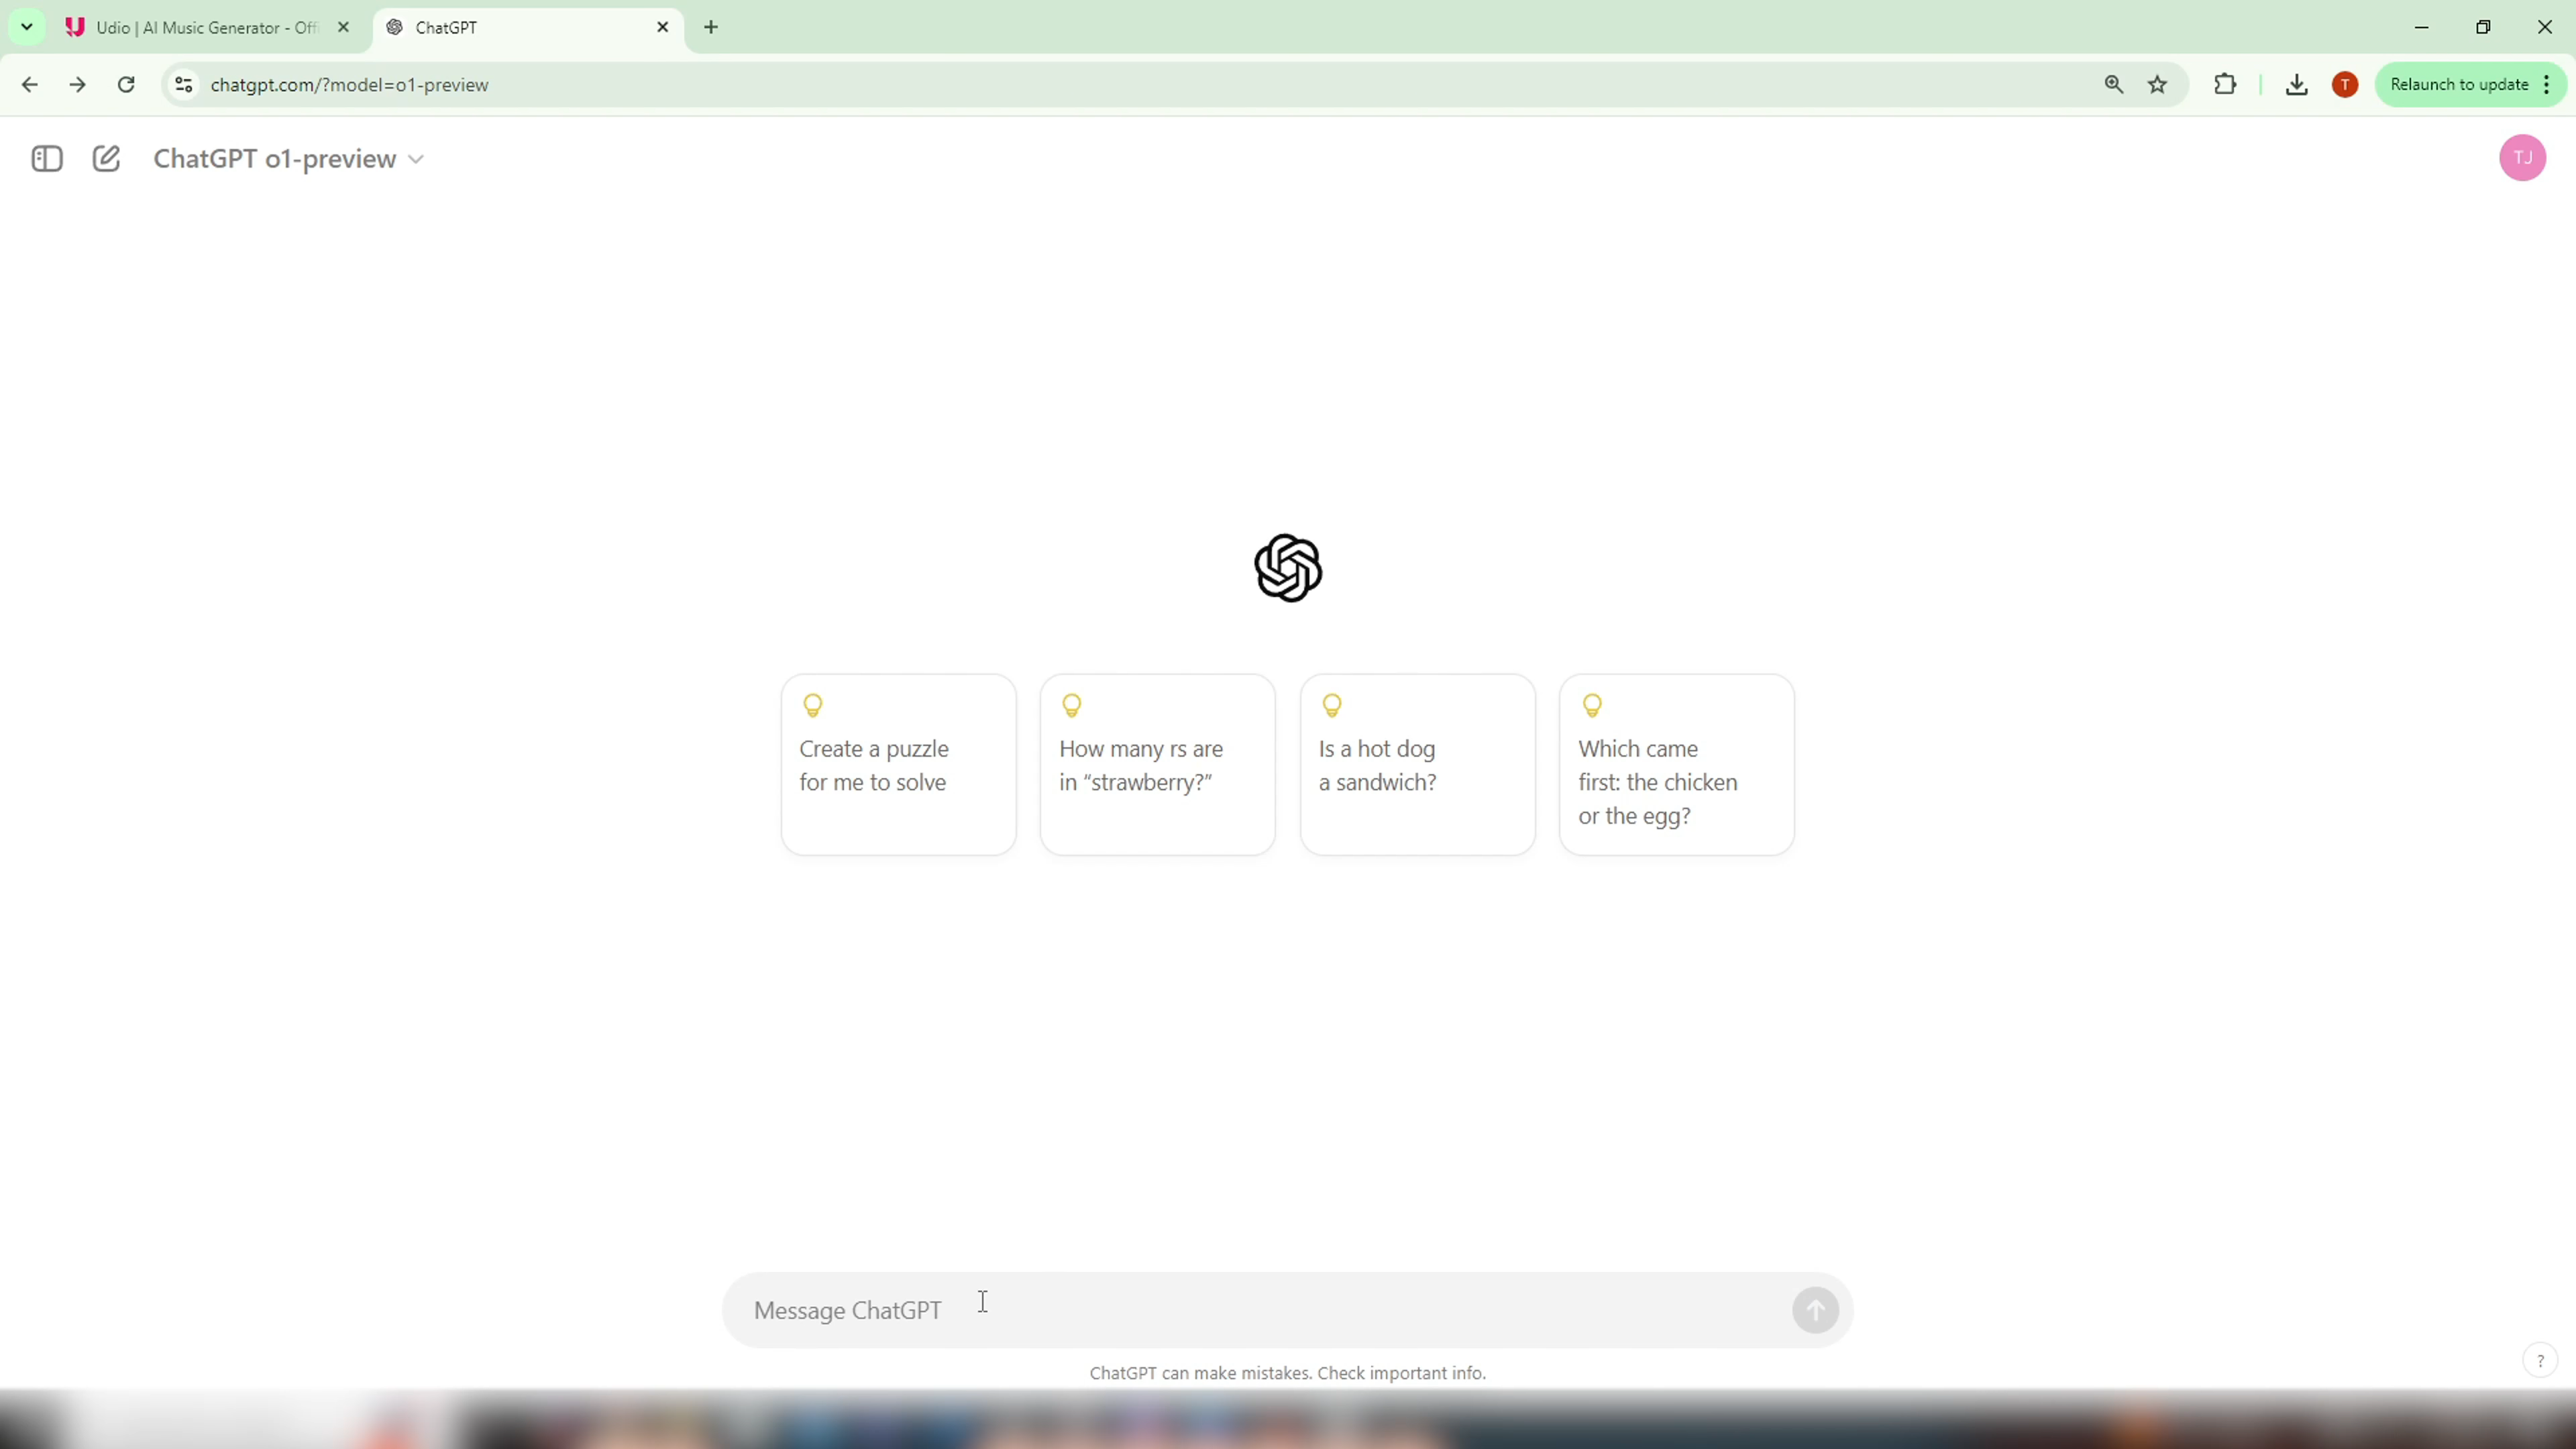 Udio | AI Music Generator - Off
ChatGPT
chatgpt.com/?model=o1-preview
T
Relaunch to update
ChatGPT o1-preview
TJ
Create a puzzle
for me to solve
How many rs are
in “strawberry?”
Is a hot dog
a sandwich?
Which came
first: the chicken
or the egg?
Message ChatGPT
ChatGPT can make mistakes. Check important info.
?